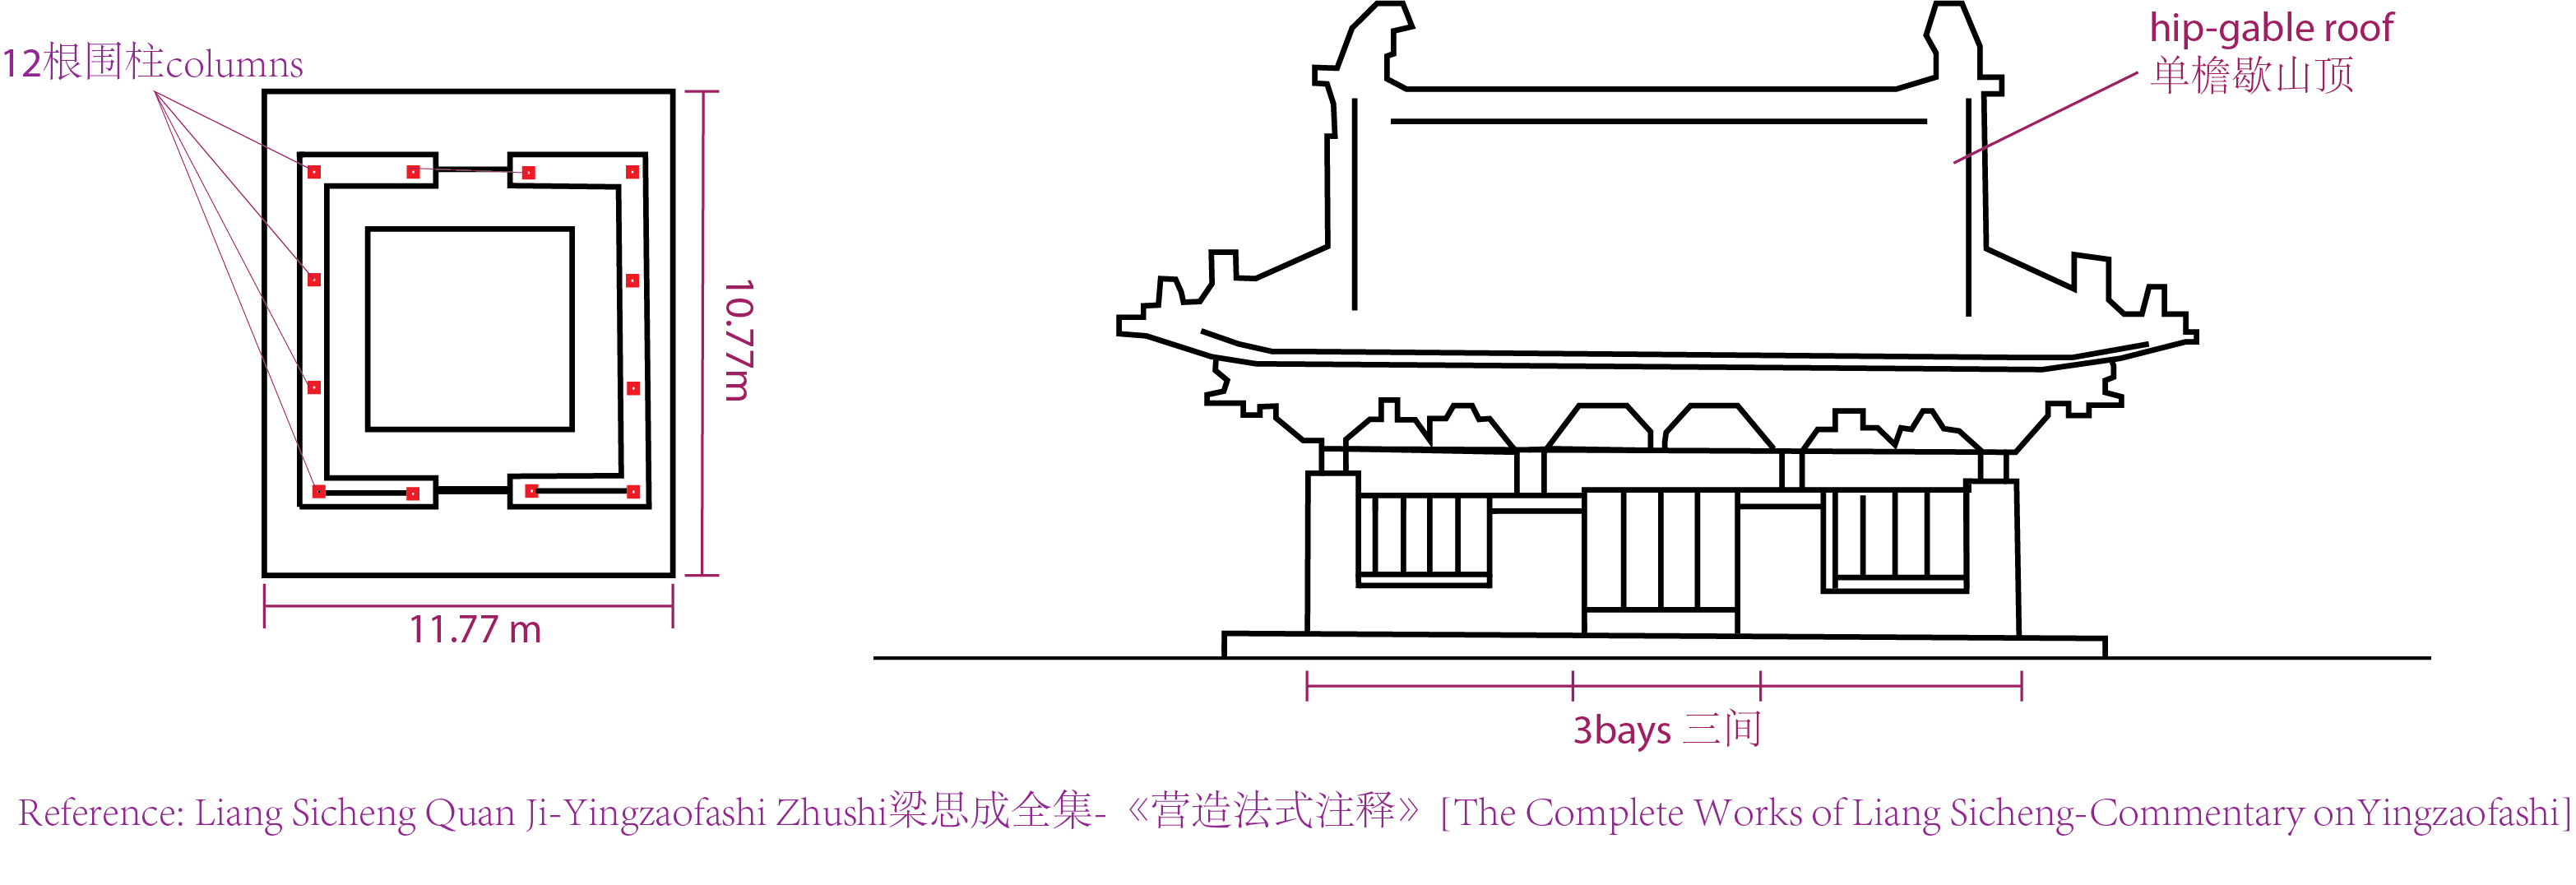 12根围柱columns
hip-gable roof
单檐歇山顶
10.77m
11.77 m
3bays 三间
Reference: Liang Sicheng Quan Ji-Yingzaofashi Zhushi梁思成全集-《营造法式注释》[The Complete Works of Liang Sicheng-Commentary onYingzaofashi]